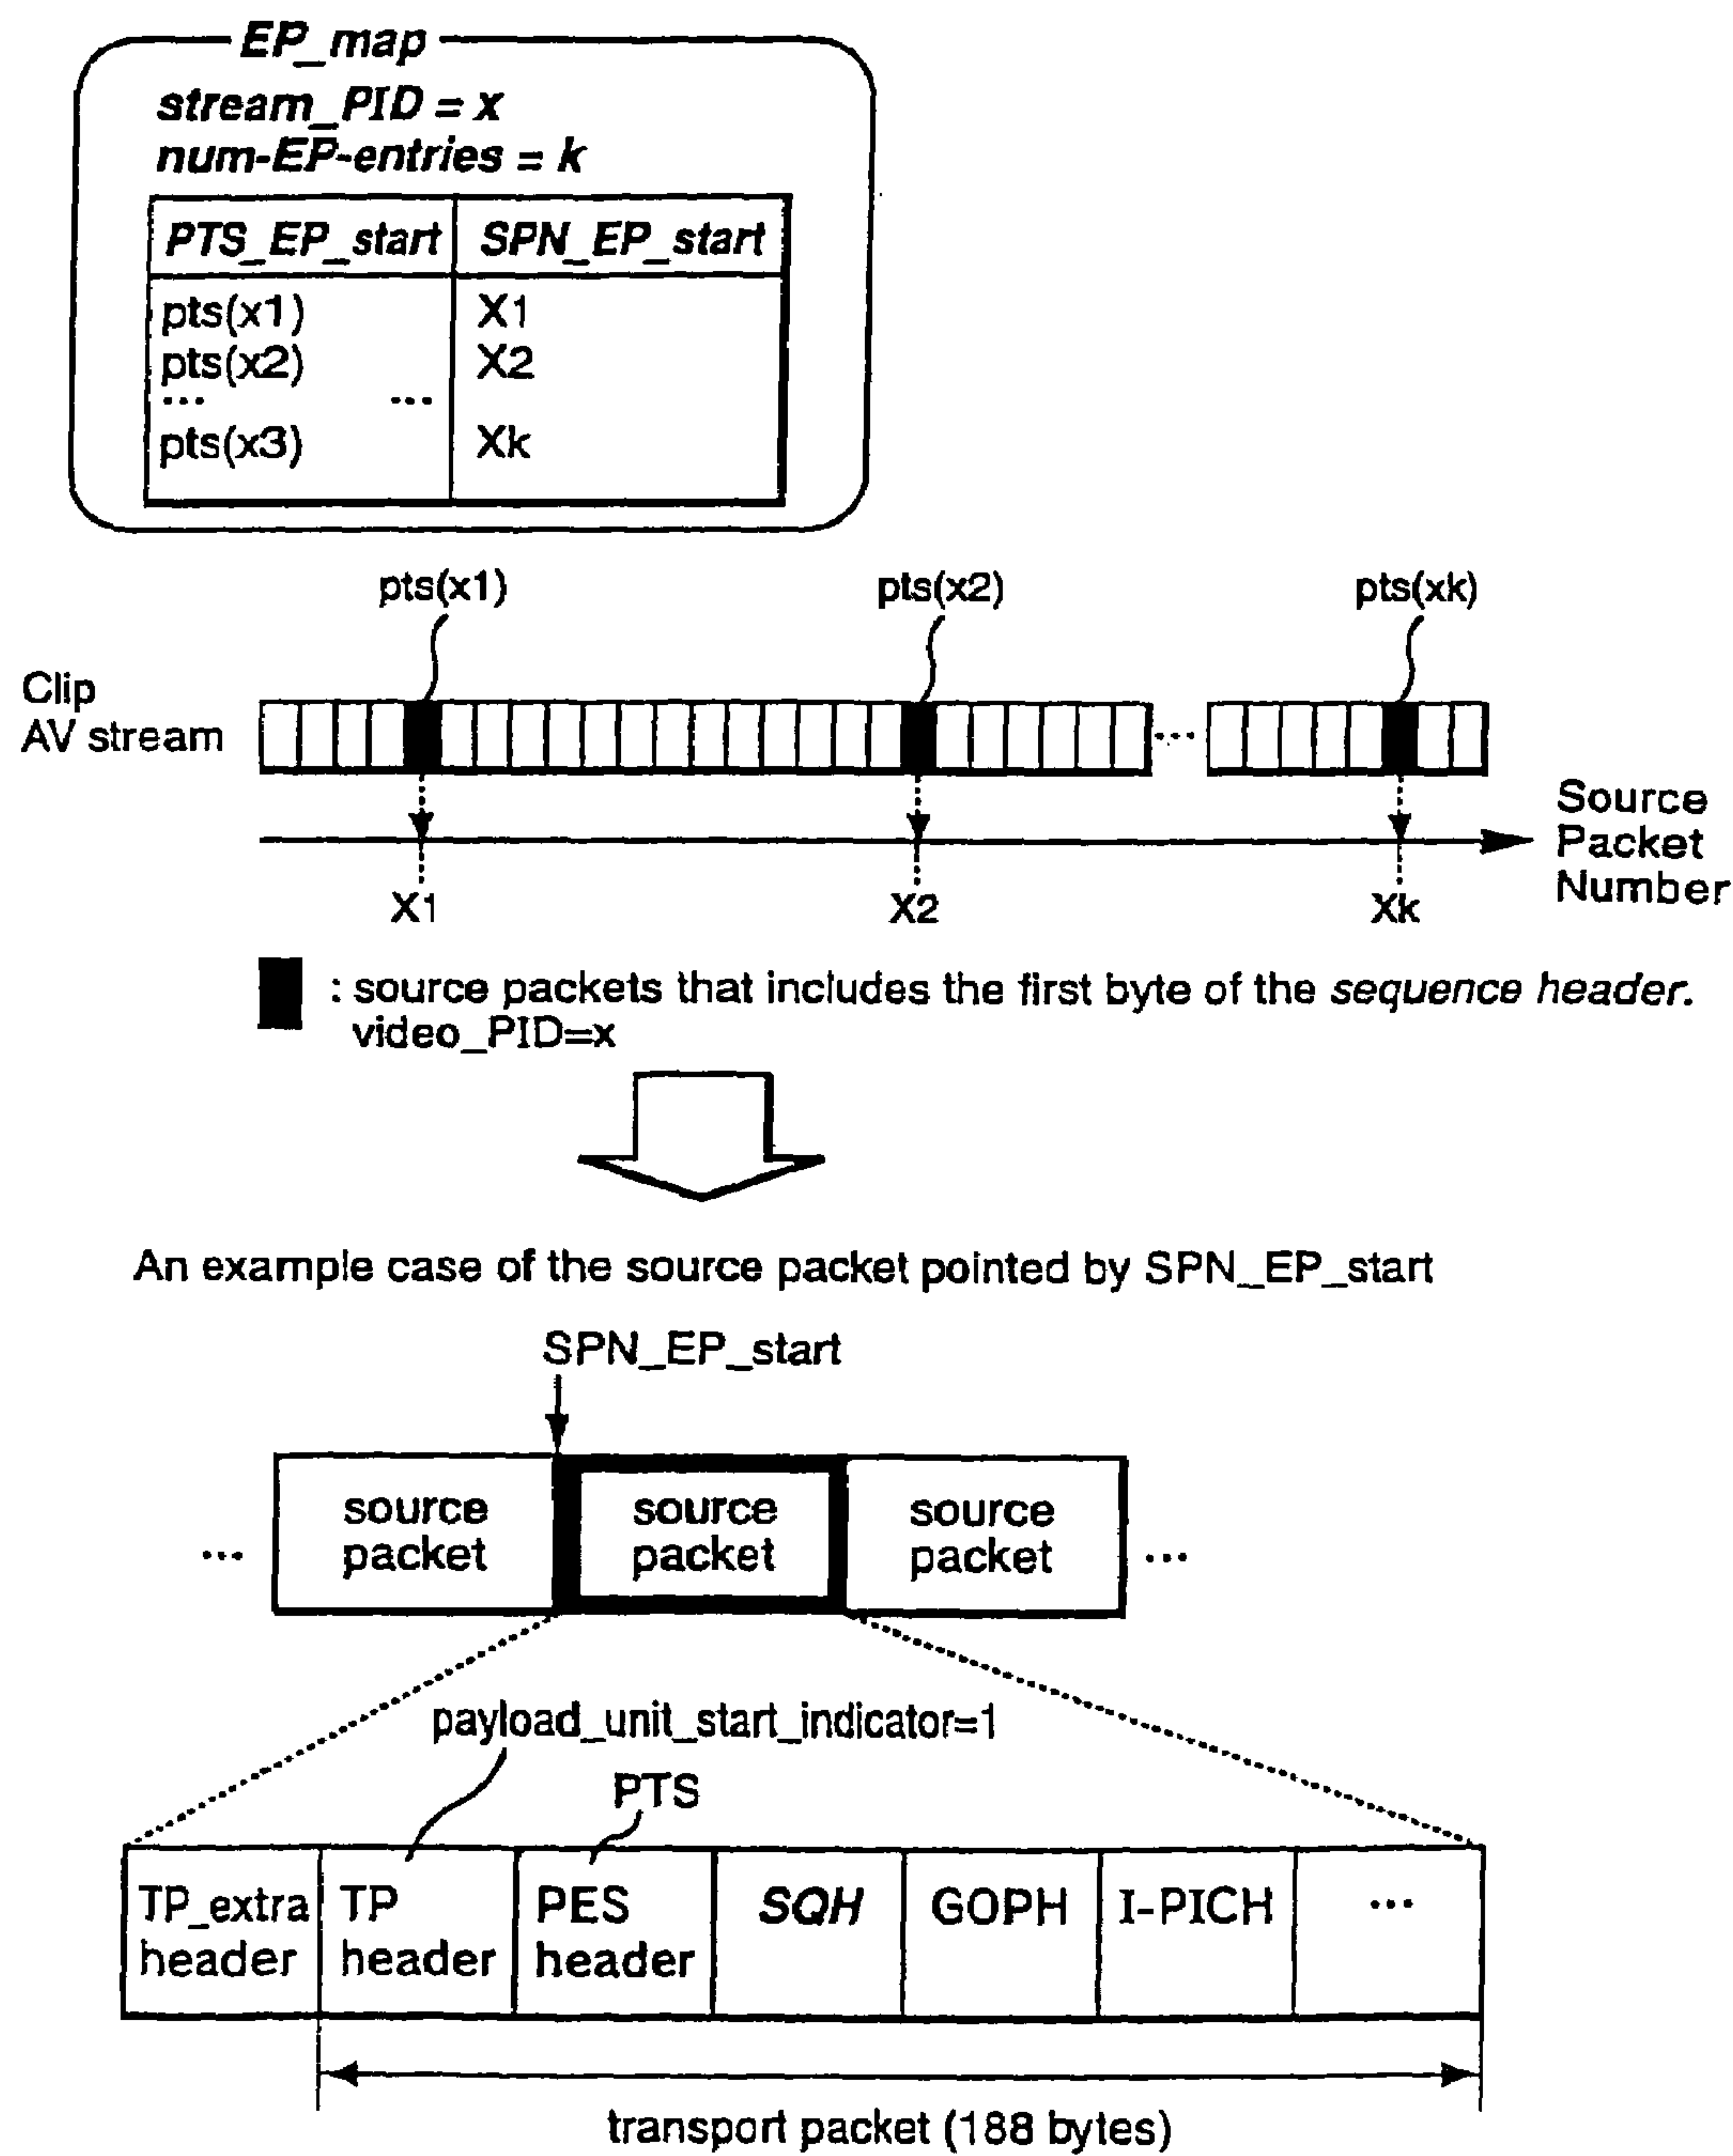 EP_map
stream_PID = x
num-EP-entries = k
PTS_EP_start SPN_EP_start
pts(x1) X1
pts(x2) X2
... ...
pts(x3) Xk
pts(x1) pts(x2) pts(xk)
Clip
AV stream
...
Source
Packet
Number
X1 X2 Xk
: source packets that includes the first byte of the sequence header.
video_PID=x
An example case of the source packet pointed by SPN_EP_start
SPN_EP_start
... source packet source packet source packet ...
payload_unit_start_indicator=1
PTS
TP_extra header TP header PES header SQH GOPH I-PICH ...
transport packet (188 bytes)